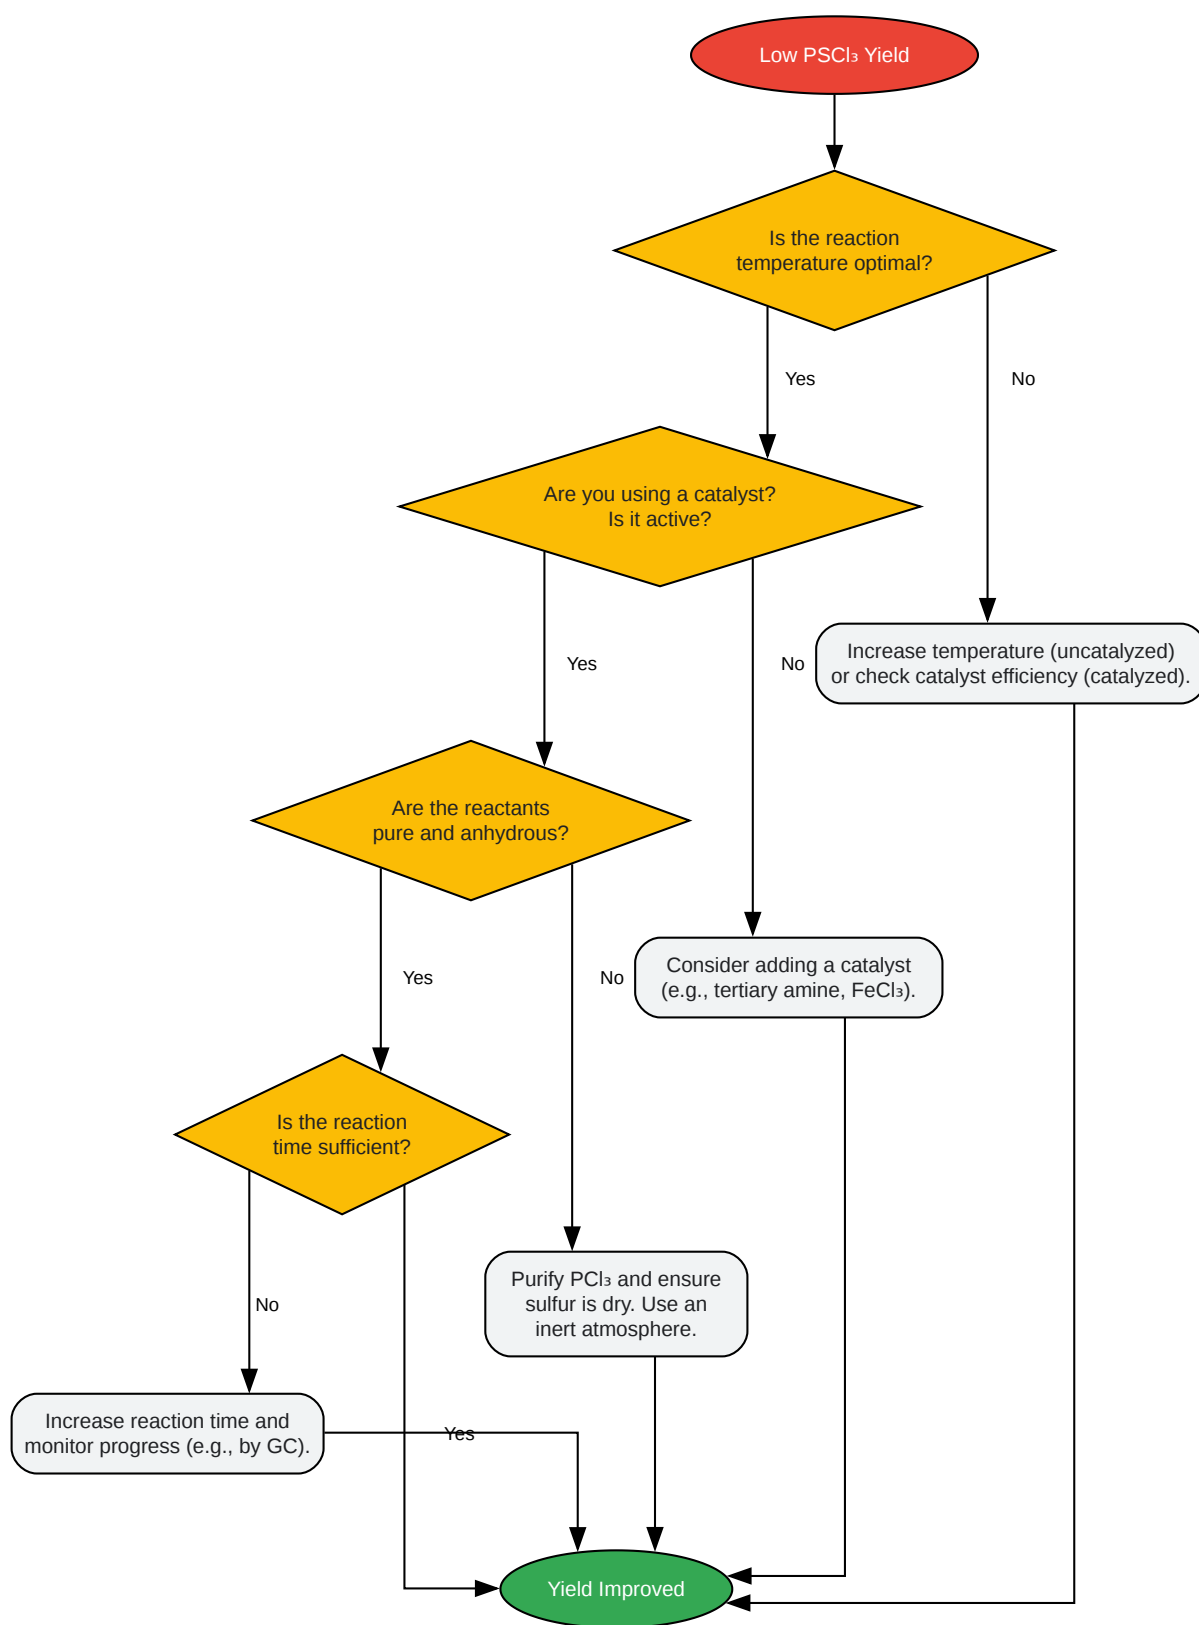 Low PSCl₃ Yield
Is the reaction
temperature optimal?
Yes
No
Are you using a catalyst?
Is it active?
Yes
No
Increase temperature (uncatalyzed)
or check catalyst efficiency (catalyzed).
Are the reactants
pure and anhydrous?
Yes
No
Consider adding a catalyst
(e.g., tertiary amine, FeCl₃).
Is the reaction
time sufficient?
No
Purify PCl₃ and ensure
sulfur is dry. Use an
inert atmosphere.
Increase reaction time and
monitor progress (e.g., by GC).
Yes
Yield Improved